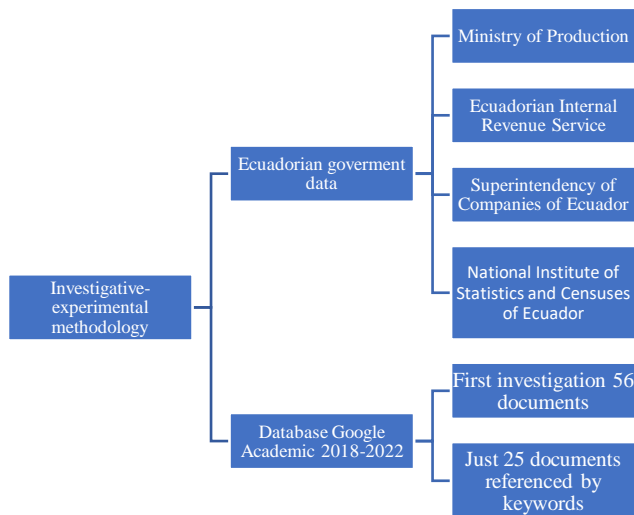 Ministry of Production
Ecuadorian Internal
Revenue Service
Ecuadorian goverment
data
Superintendency of
Companies of Ecuador
National Institute of
Statistics and Censuses
of Ecuador
Investigative-
experimental
methodology
First investigation 56
documents
Database Google
Academic 2018-2022
Just 25 documents
referenced by
keywords